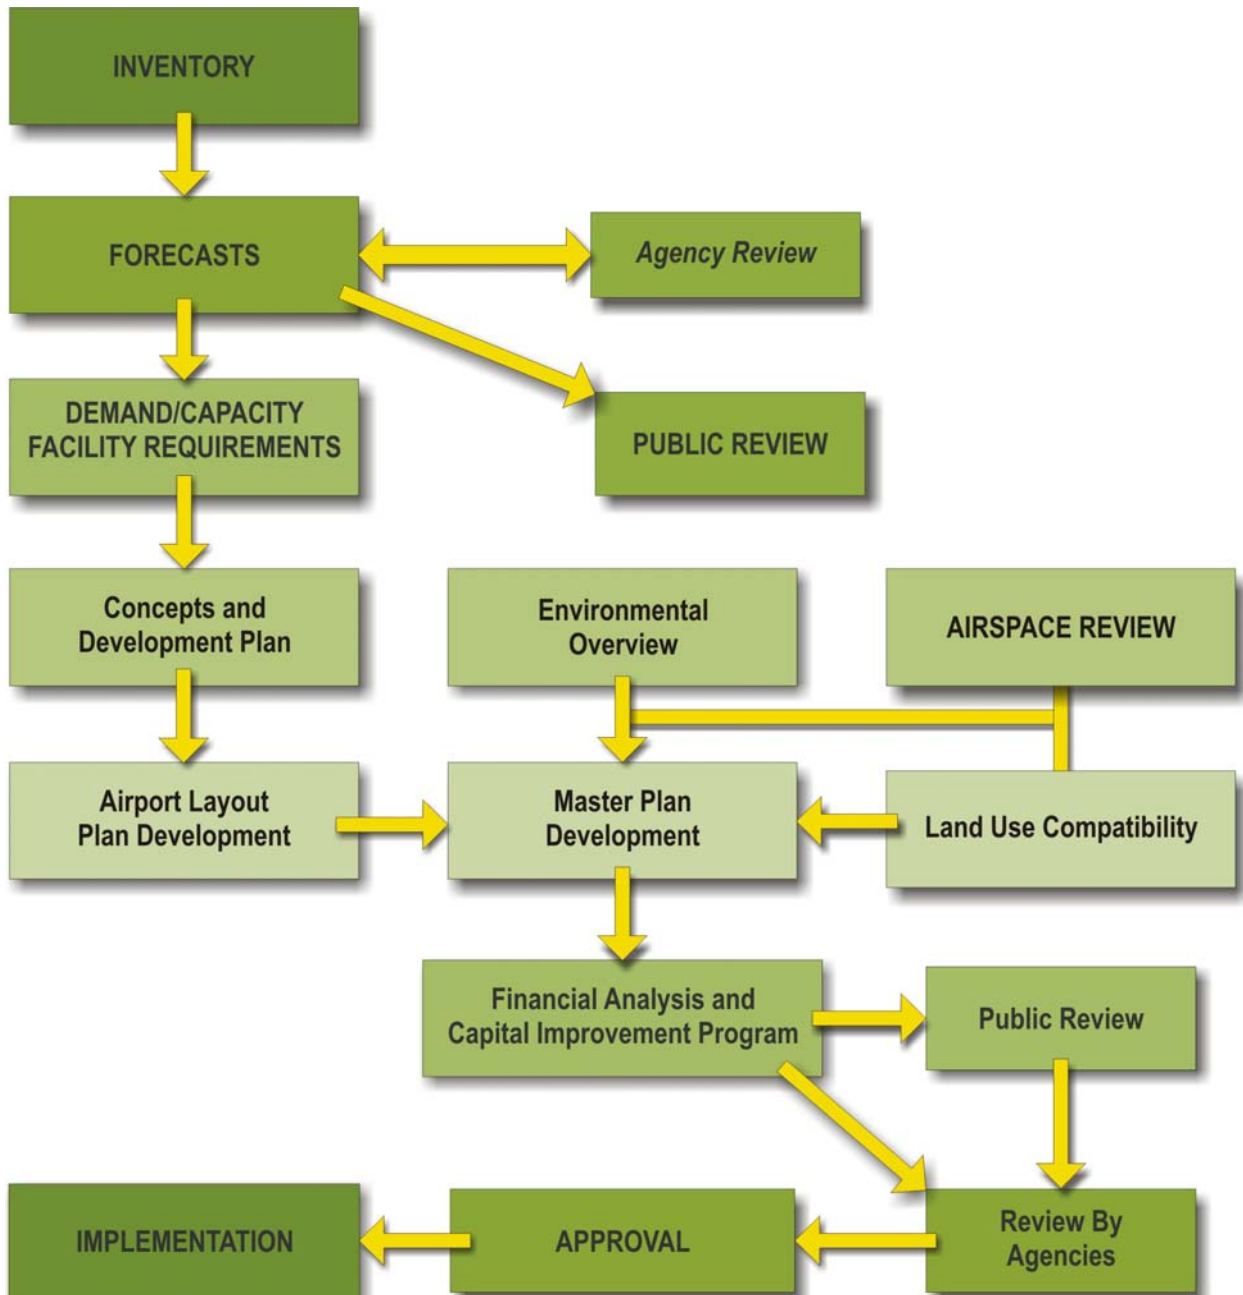 INVENTORY
FORECASTS
Agency Review
DEMAND/CAPACITY
FACILITY REQUIREMENTS
PUBLIC REVIEW
Concepts and
Development Plan
Environmental
Overview
AIRSPACE REVIEW
Airport Layout
Plan Development
Master Plan
Development
Land Use Compatibility
Financial Analysis and
Capital Improvement Program
Public Review
IMPLEMENTATION
APPROVAL
Review By
Agencies